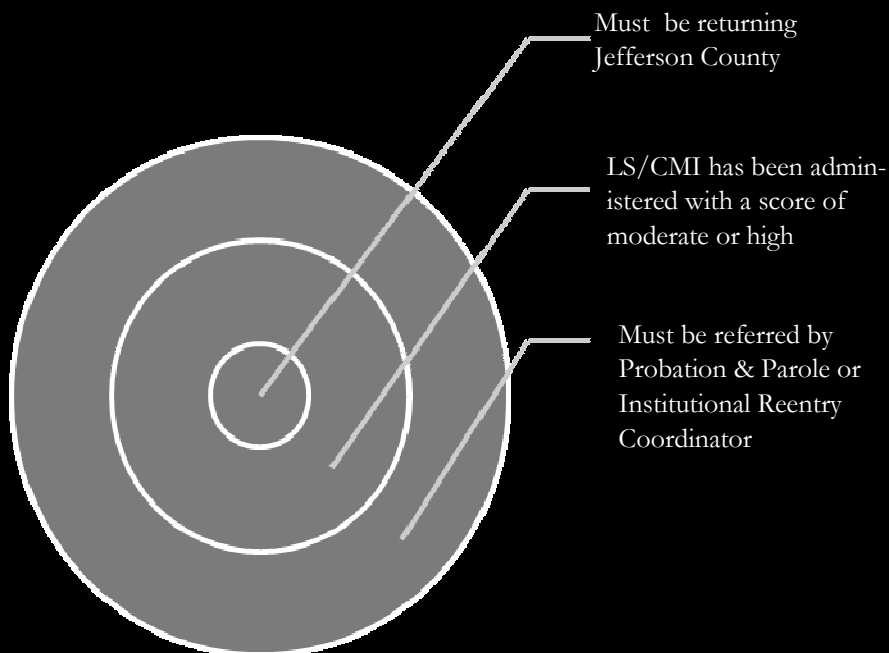 Must be returning
Jefferson County
LS/CMI has been admin-
istered with a score of
moderate or high
Must be referred by
Probation & Parole or
Institutional Reentry
Coordinator